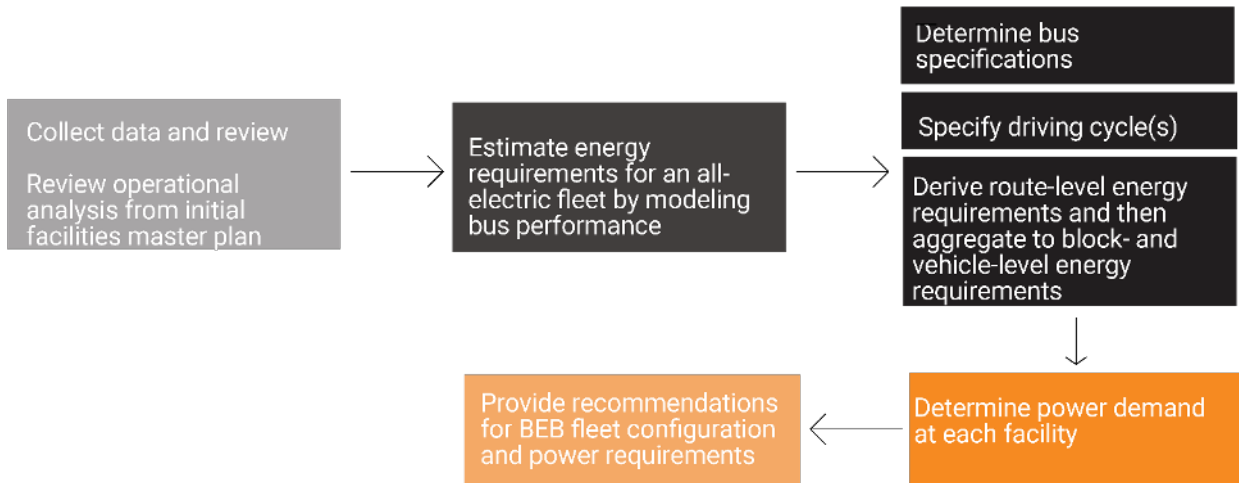 Collect data and review
Review operational
analysis from initial
facilities master plan
Estimate energy
requirements for an all-
electric fleet by modeling
bus performance
Determine bus
specifications
Specify driving cycle(s)
Derive route-level energy
requirements and then
aggregate to block- and
vehicle-level energy
requirements
Determine power demand
at each facility
Provide recommendations
for BEB fleet configuration
and power requirements